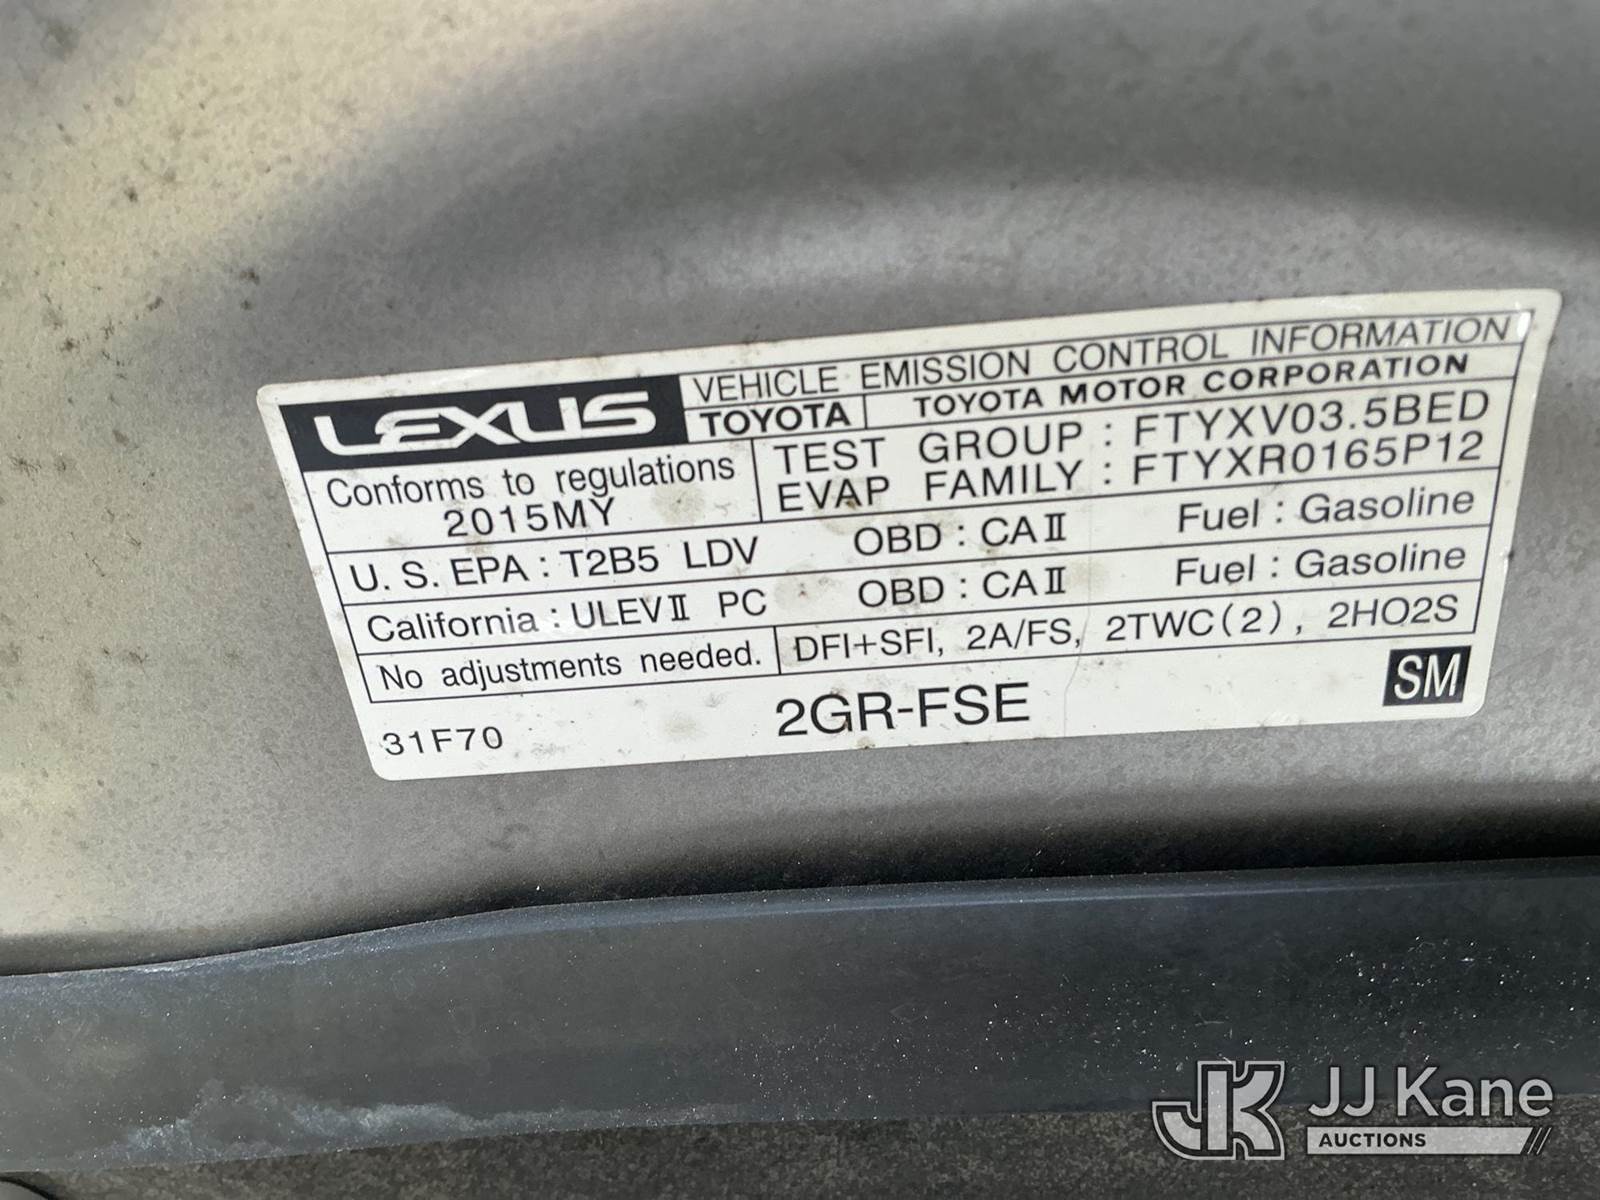 LEXUS
VEHICLE EMISSION CONTROL INFORMATION
TOYOTA TOYOTA MOTOR CORPORATION
Conforms to regulations
2015MY
TEST GROUP : FTYXV03.5BED
EVAP FAMILY : FTYXR0165P12
U. S. EPA : T2B5 LDV OBD : CAⅡ Fuel : Gasoline
California : ULEVⅡ PC OBD : CAⅡ Fuel : Gasoline
No adjustments needed. DFI+SFI, 2A/FS, 2TWC(2), 2HO2S
31F70 2GR-FSE SM
JK JJ Kane
AUCTIONS